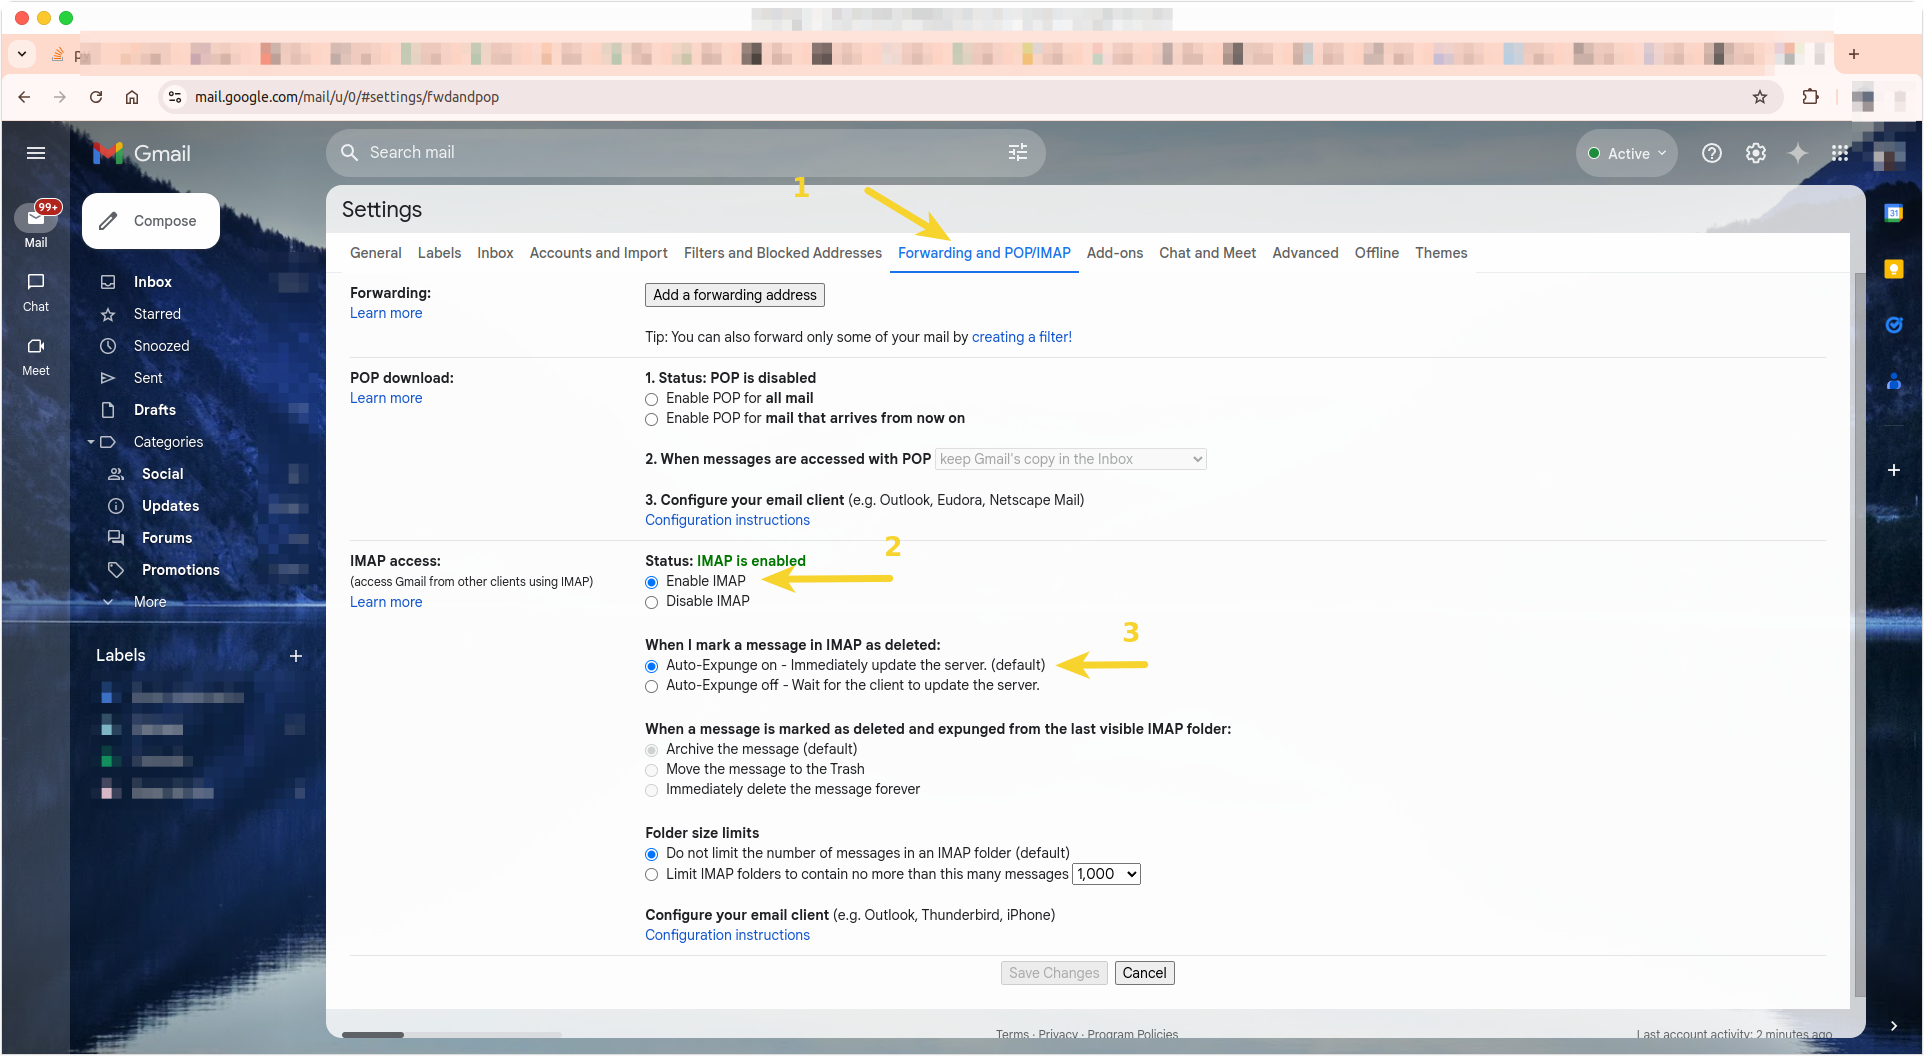 mail.google.com/mail/u/0/#settings/fwdandpop
Gmail
Search mail
Active
99+
Mail
Chat
Meet
Compose
Inbox
Starred
Snoozed
Sent
Drafts
Categories
Social
Updates
Forums
Promotions
More
Labels
1
Settings
General Labels Inbox Accounts and Import Filters and Blocked Addresses Forwarding and POP/IMAP Add-ons Chat and Meet Advanced Offline Themes
Forwarding:
Learn more
Add a forwarding address
Tip: You can also forward only some of your mail by creating a filter!
POP download:
Learn more
1. Status: POP is disabled
Enable POP for all mail
Enable POP for mail that arrives from now on
2. When messages are accessed with POP keep Gmail's copy in the Inbox
3. Configure your email client (e.g. Outlook, Eudora, Netscape Mail)
Configuration instructions
IMAP access:
(access Gmail from other clients using IMAP)
Learn more
2
Status: IMAP is enabled
Enable IMAP
Disable IMAP
3
When I mark a message in IMAP as deleted:
Auto-Expunge on - Immediately update the server. (default)
Auto-Expunge off - Wait for the client to update the server.
When a message is marked as deleted and expunged from the last visible IMAP folder:
Archive the message (default)
Move the message to the Trash
Immediately delete the message forever
Folder size limits
Do not limit the number of messages in an IMAP folder (default)
Limit IMAP folders to contain no more than this many messages 1,000
Configure your email client (e.g. Outlook, Thunderbird, iPhone)
Configuration instructions
Save Changes Cancel
Terms · Privacy · Program Policies
Last account activity: 2 minutes ago
31